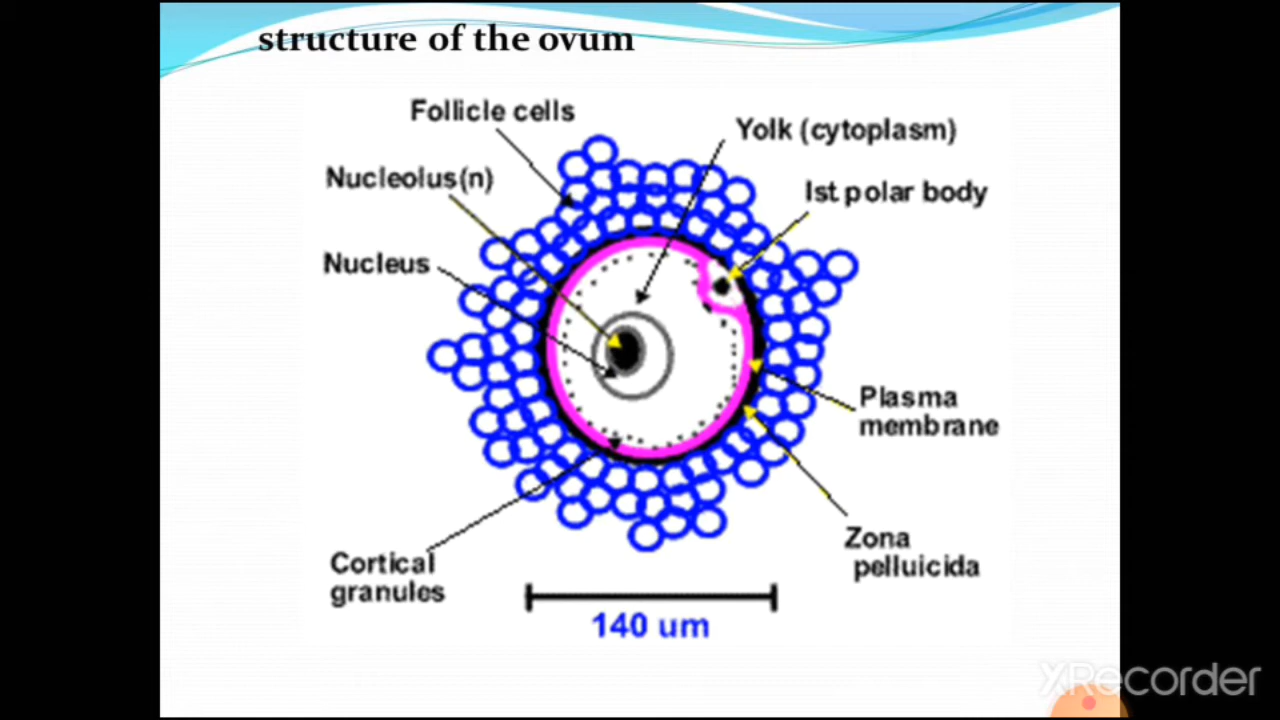 structure of the ovum
Follicle cells
Yolk (cytoplasm)
Nucleolus(n)
Ist polar body
Nucleus
Plasma
membrane
Zona
pelluicida
Cortical
granules
140 um
XRecorder